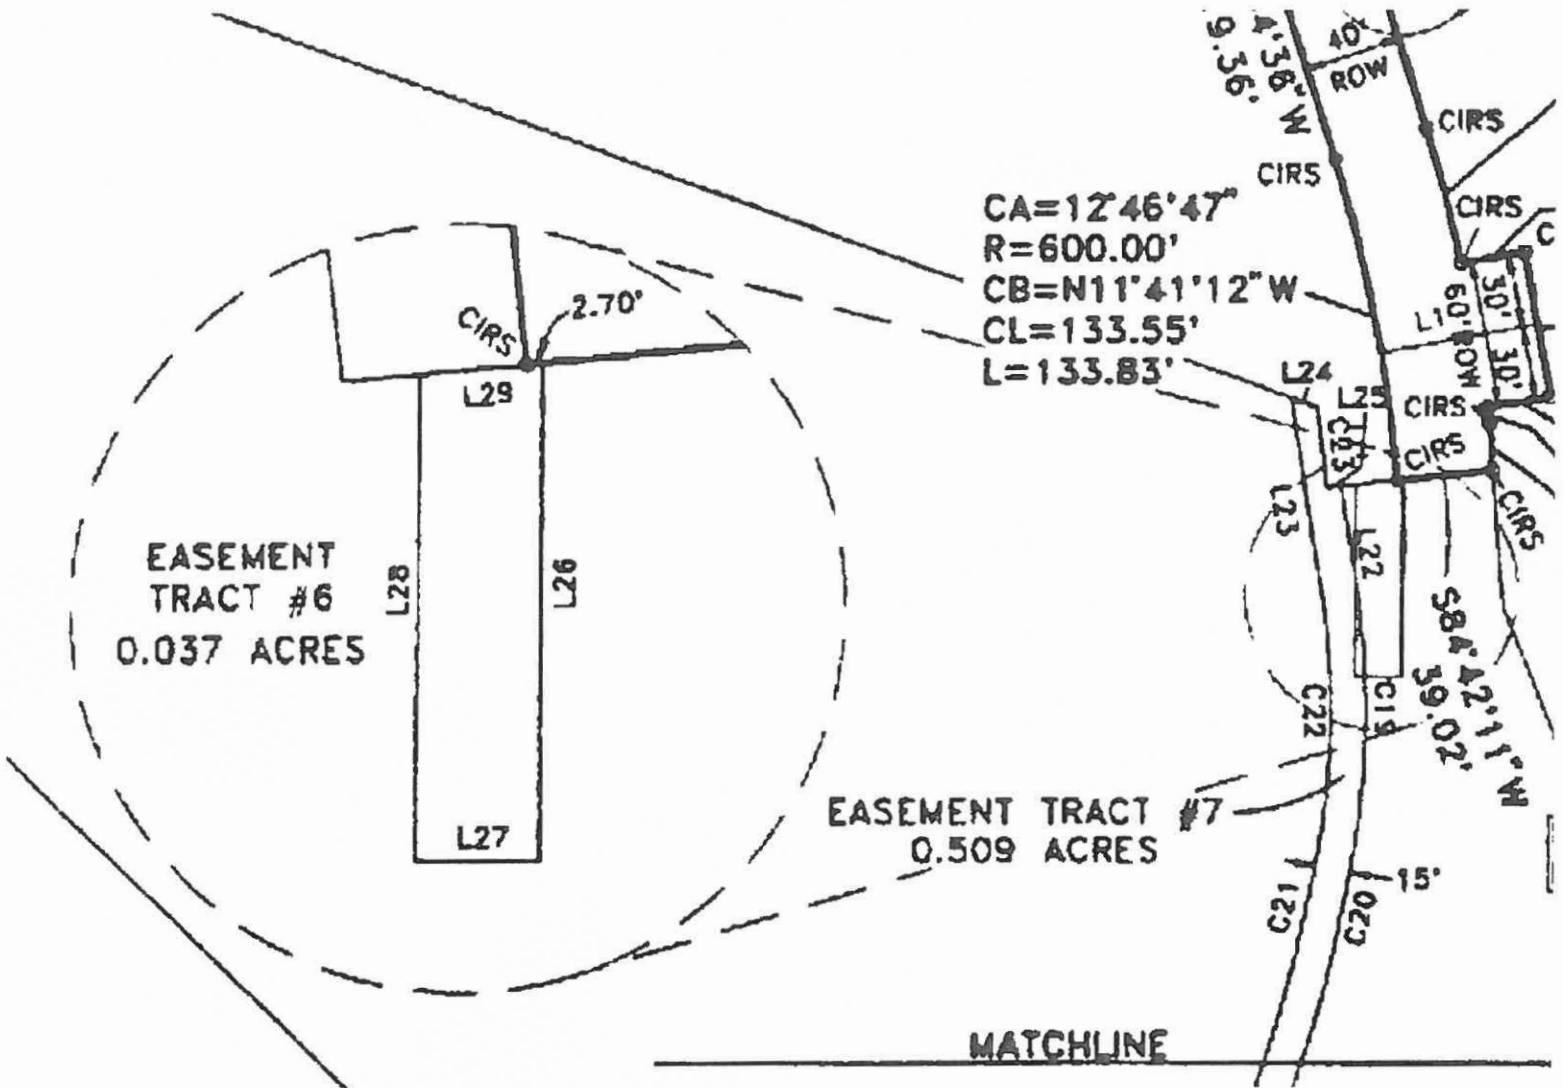 4'38" W
9.36'
40'
ROW
CIRS
CIRS
CIRS
C
CA=12°46'47"
R=600.00'
CB=N11°41'12" W
CL=133.55'
L=133.83'
30'
60' ROW
30'
L1
L24
L25
CIRS
C23
CIRS
CIRS
L23
L22
S84°42'11" W
39.02'
C22
C19
2.70'
CIRS
L29
EASEMENT
TRACT #6
0.037 ACRES
L28
L26
L27
EASEMENT TRACT #7
0.509 ACRES
C21
C20
15'
MATCHLINE